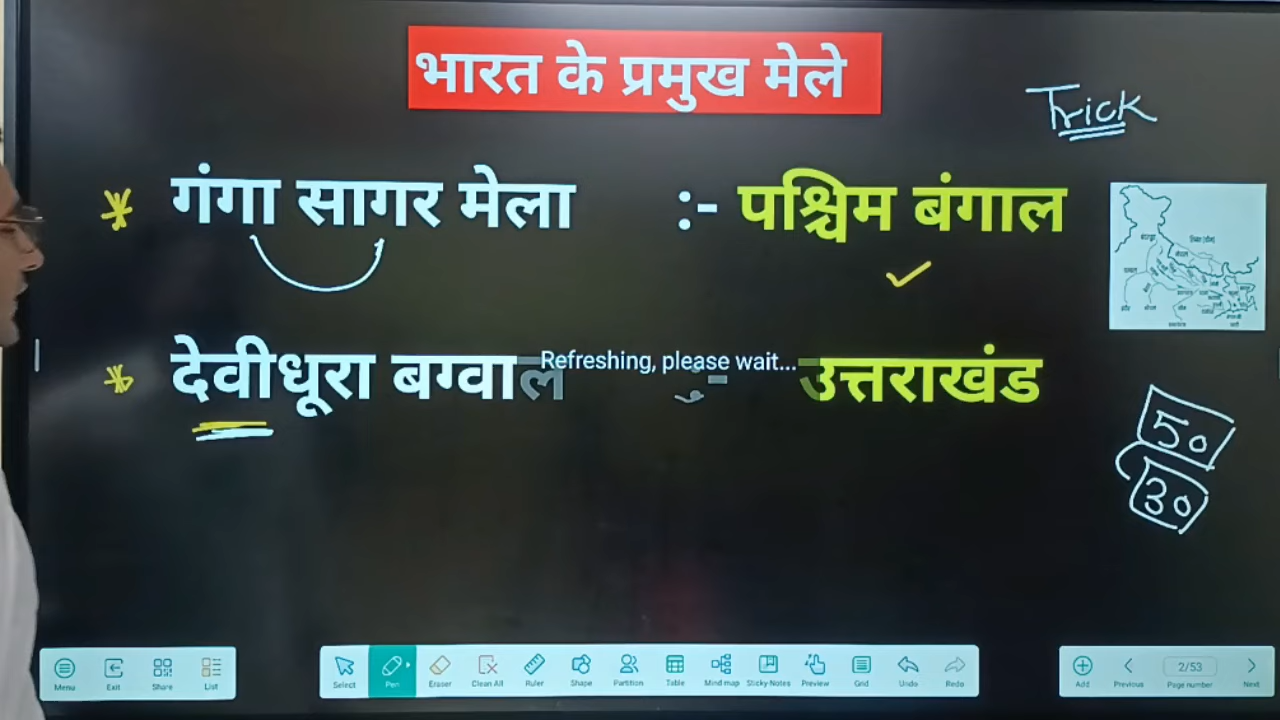 भारत के प्रमुख मेले
Trick
गंगा सागर मेला :- पश्चिम बंगाल
Refreshing, please wait...
देवीधूरा बग्वाल :- उत्तराखंड
50
30
Menu Exit Share List
Select Pen Eraser Clean All Ruler Shape Partition Table Mind map Sticky Notes Preview Grid Undo Redo
Add Previous 2/53 Page number Next